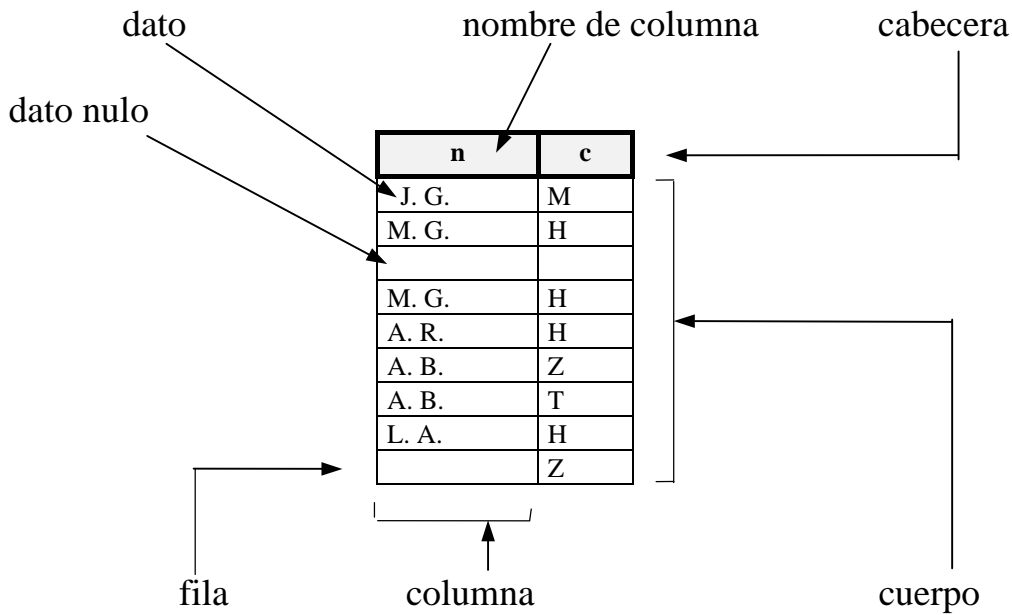 dato nombre de columna cabecera
dato nulo
n c
J. G. M
M. G. H
M. G. H
A. R. H
A. B. Z
A. B. T
L. A. H
Z
fila columna cuerpo